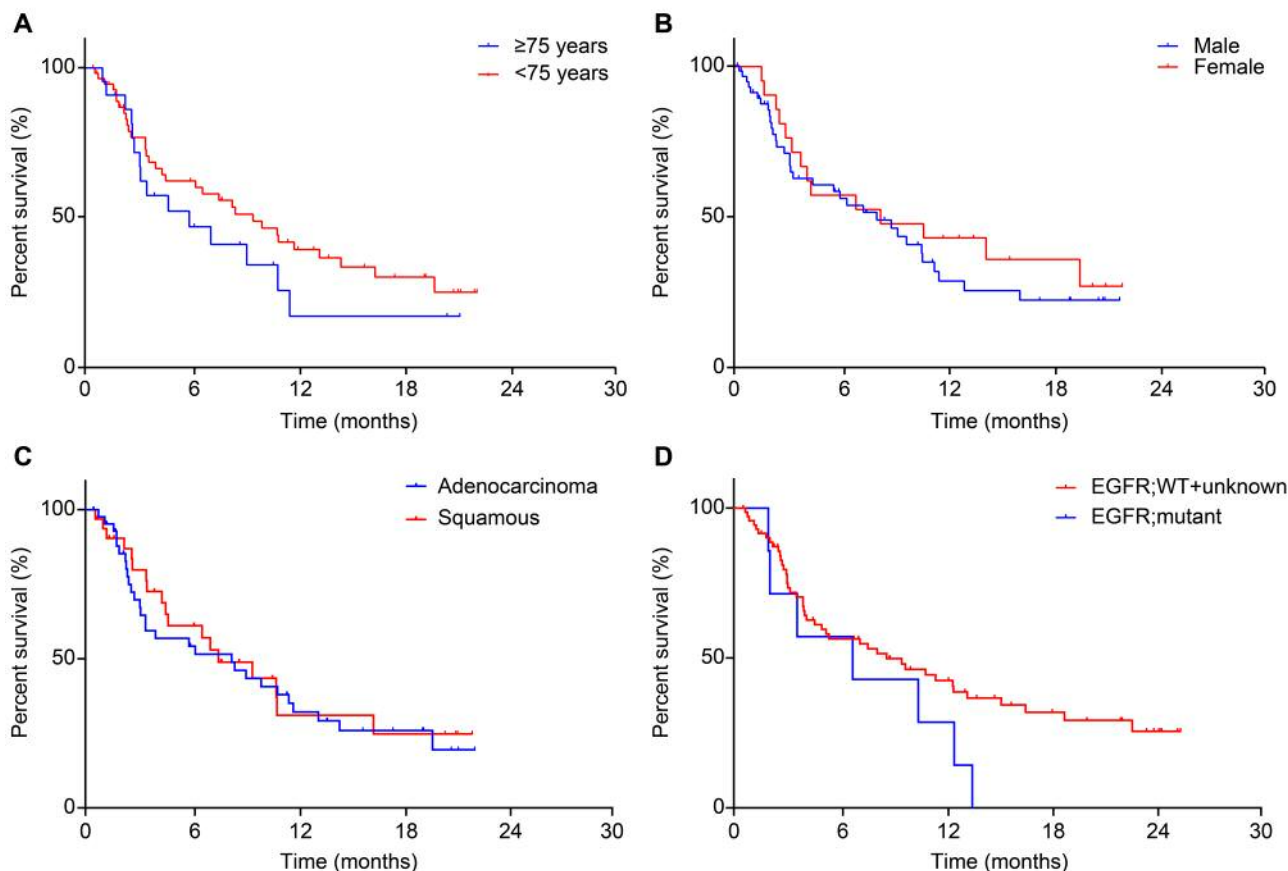 A
≥75 years
<75 years
100
50
0
Percent survival (%)
0 6 12 18 24 30
Time (months)
B
Male
Female
100
50
0
Percent survival (%)
0 6 12 18 24 30
Time (months)
C
Adenocarcinoma
Squamous
100
50
0
Percent survival (%)
0 6 12 18 24 30
Time (months)
D
EGFR;WT+unknown
EGFR;mutant
100
50
0
Percent survival (%)
0 6 12 18 24 30
Time (months)